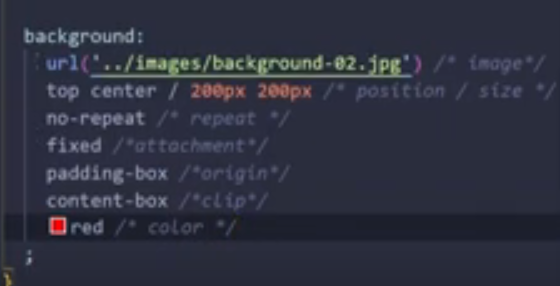 background:
url('../images/background-02.jpg') /* image*/
top center / 200px 200px /* position / size */
no-repeat /* repeat */
fixed /*attachment*/
padding-box /*origin*/
content-box /*clip*/
red /* color */
;
}